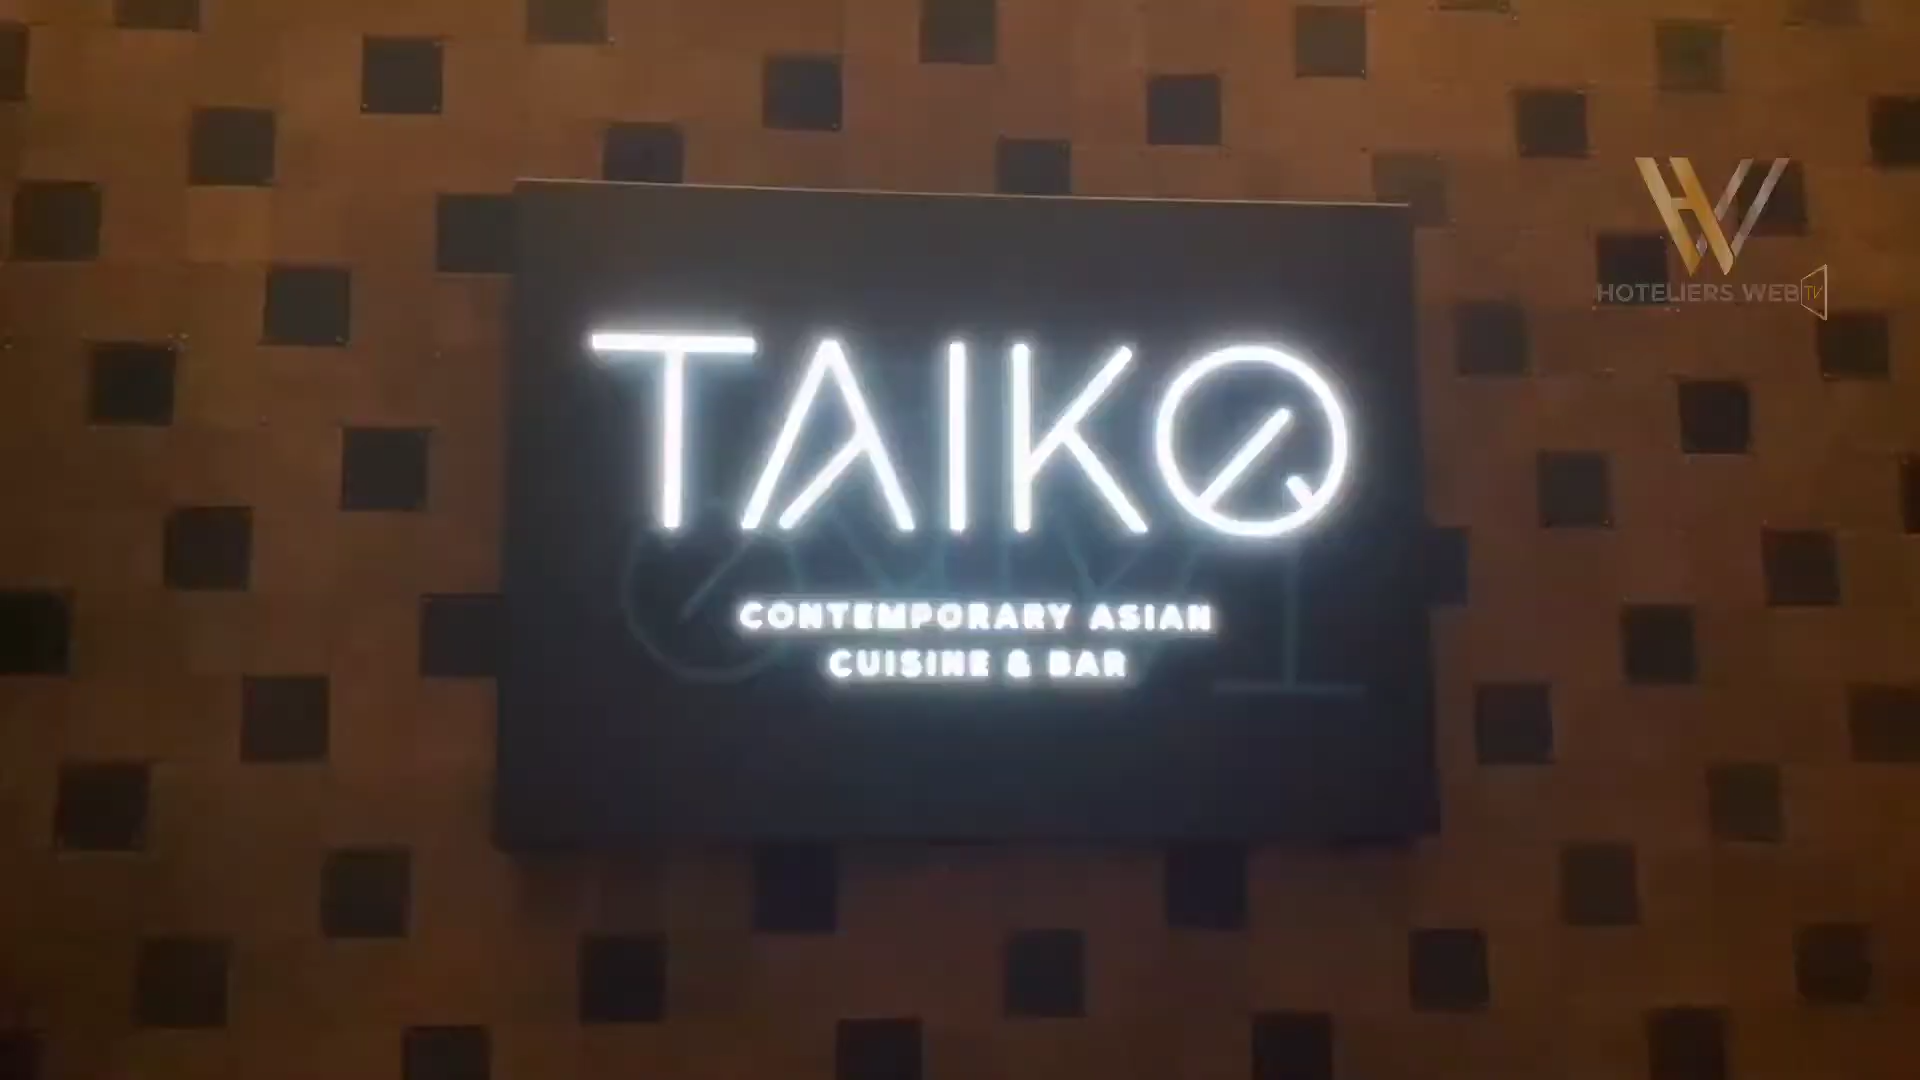 TAIKO
CONTEMPORARY ASIAN
CUISINE & BAR
HOTELIERS WEB TV